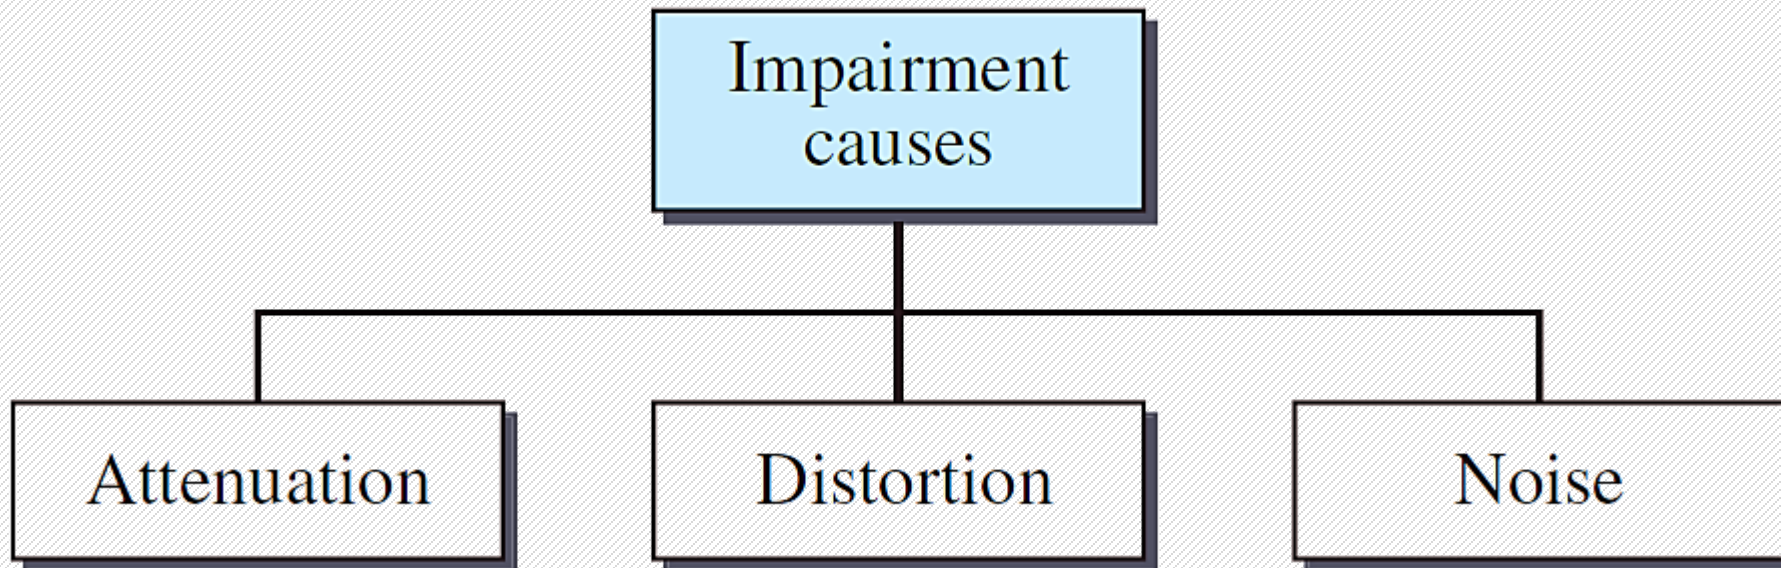 Impairment
causes
Attenuation
Distortion
Noise